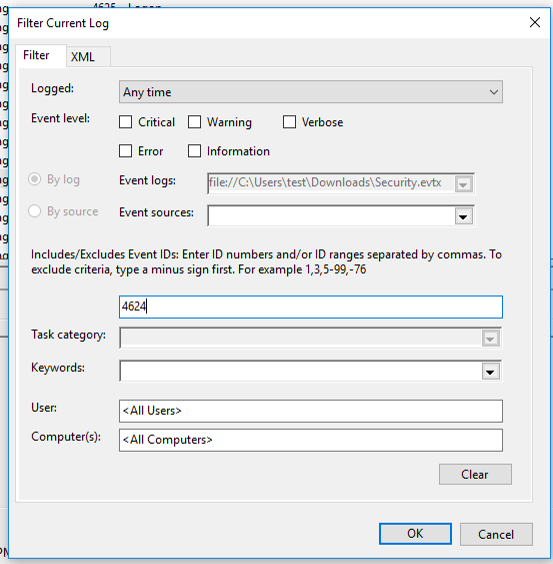 4625 Logon
Filter Current Log
Filter XML
Logged: Any time
Event level: Critical Warning Verbose
Error Information
By log Event logs: file://C:\Users\test\Downloads\Security.evtx
By source Event sources:
Includes/Excludes Event IDs: Enter ID numbers and/or ID ranges separated by commas. To
exclude criteria, type a minus sign first. For example 1,3,5-99,-76
4624
Task category:
Keywords:
User: <All Users>
Computer(s): <All Computers>
Clear
OK Cancel